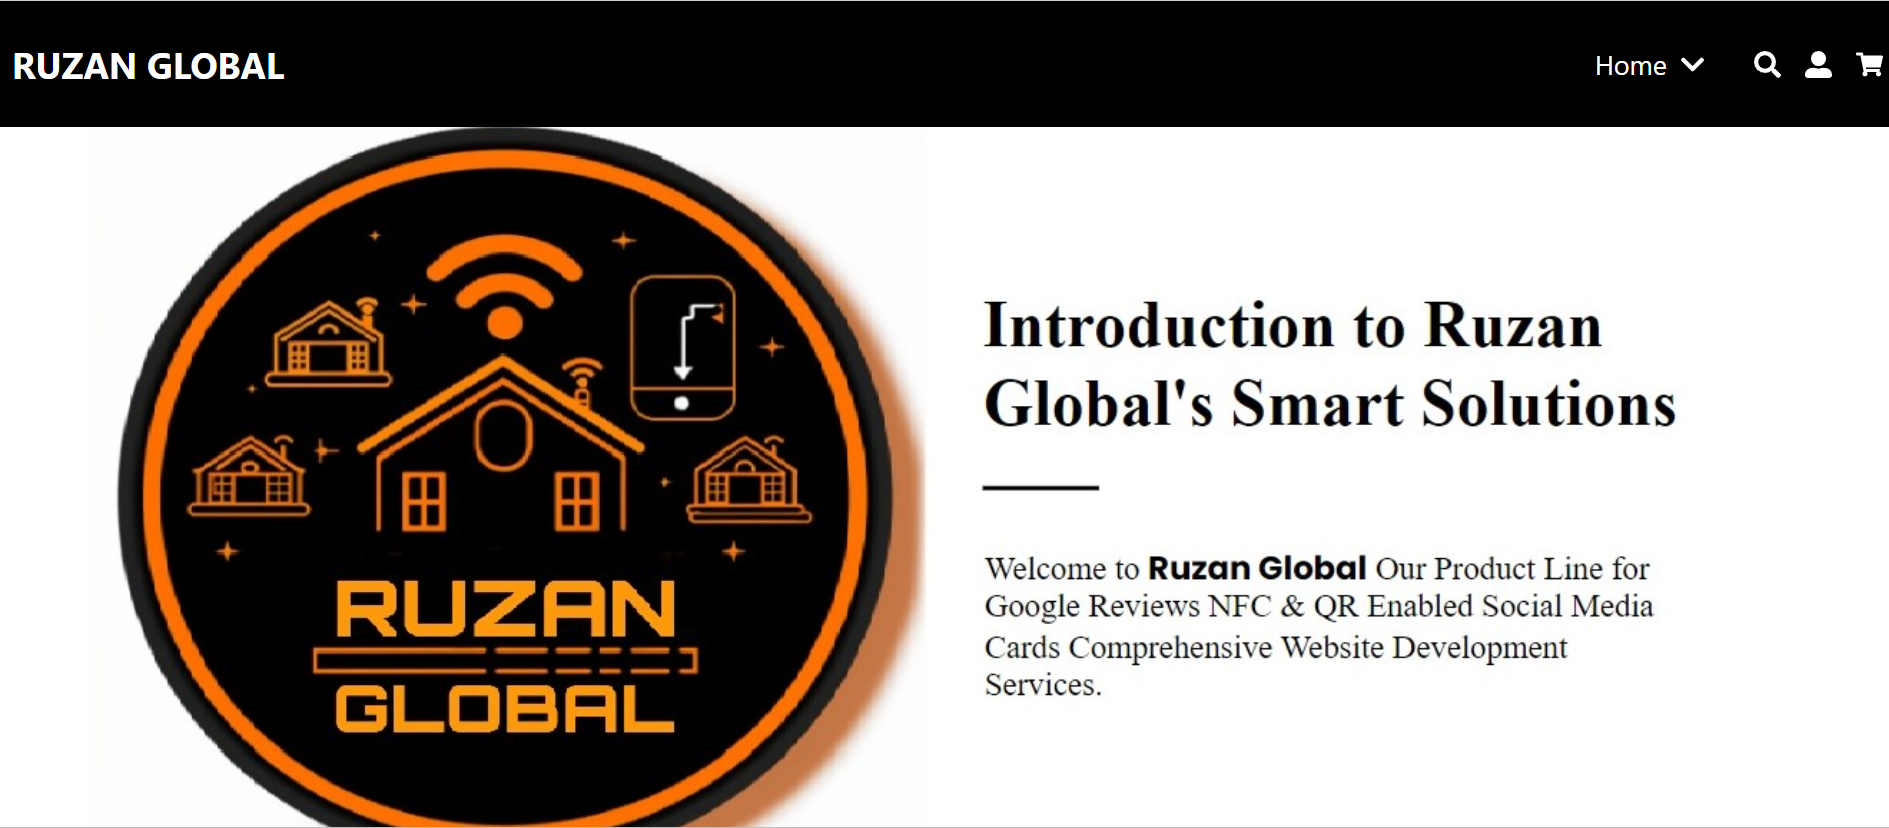 RUZAN GLOBAL
Home
RUZAN
GLOBAL
Introduction to Ruzan
Global's Smart Solutions
Welcome to Ruzan Global Our Product Line for
Google Reviews NFC & QR Enabled Social Media
Cards Comprehensive Website Development
Services.